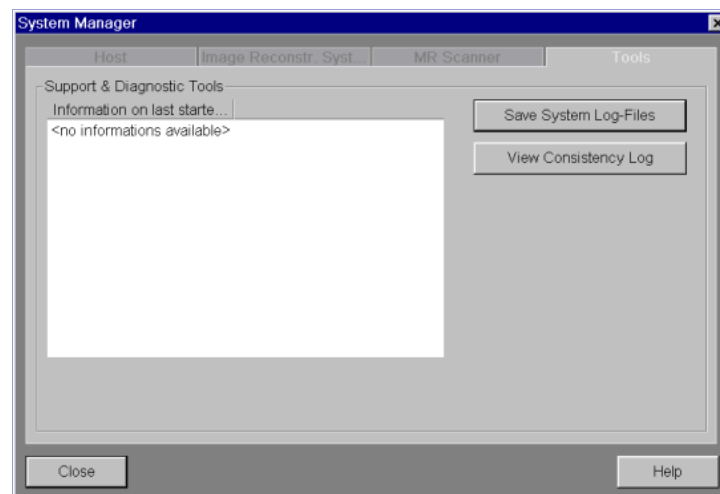 System Manager
Host Image Reconstr. Syst... MR Scanner Tools
Support & Diagnostic Tools
Information on last starte...
<no informations available>
Save System Log-Files
View Consistency Log
Close Help